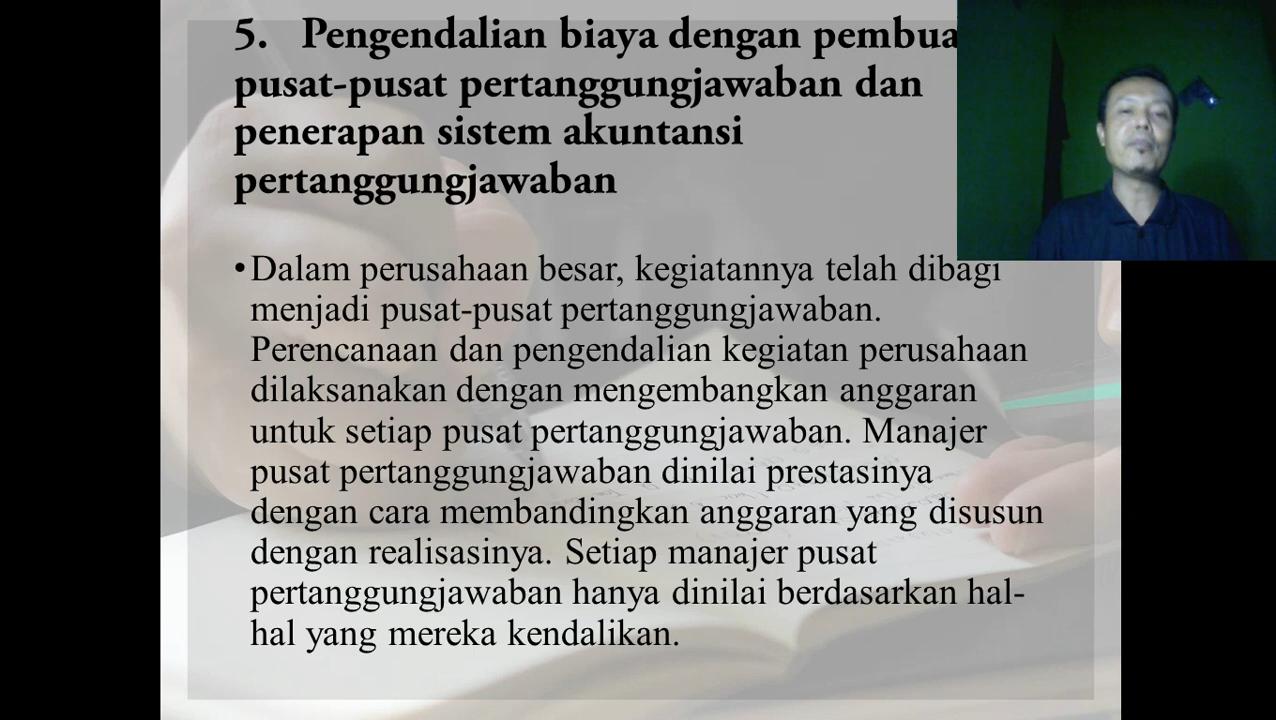 5. Pengendalian biaya dengan
pusat-pusat pertanggungjawaban dan
penerapan sistem akuntansi
pertanggungjawaban
•Dalam perusahaan besar, kegiatannya telah dibagi
menjadi pusat-pusat pertanggungjawaban.
Perencanaan dan pengendalian kegiatan perusahaan
dilaksanakan dengan mengembangkan anggaran
untuk setiap pusat pertanggungjawaban. Manajer
pusat pertanggungjawaban dinilai prestasinya
dengan cara membandingkan anggaran yang disusun
dengan realisasinya. Setiap manajer pusat
pertanggungjawaban hanya dinilai berdasarkan hal-
hal yang mereka kendalikan.